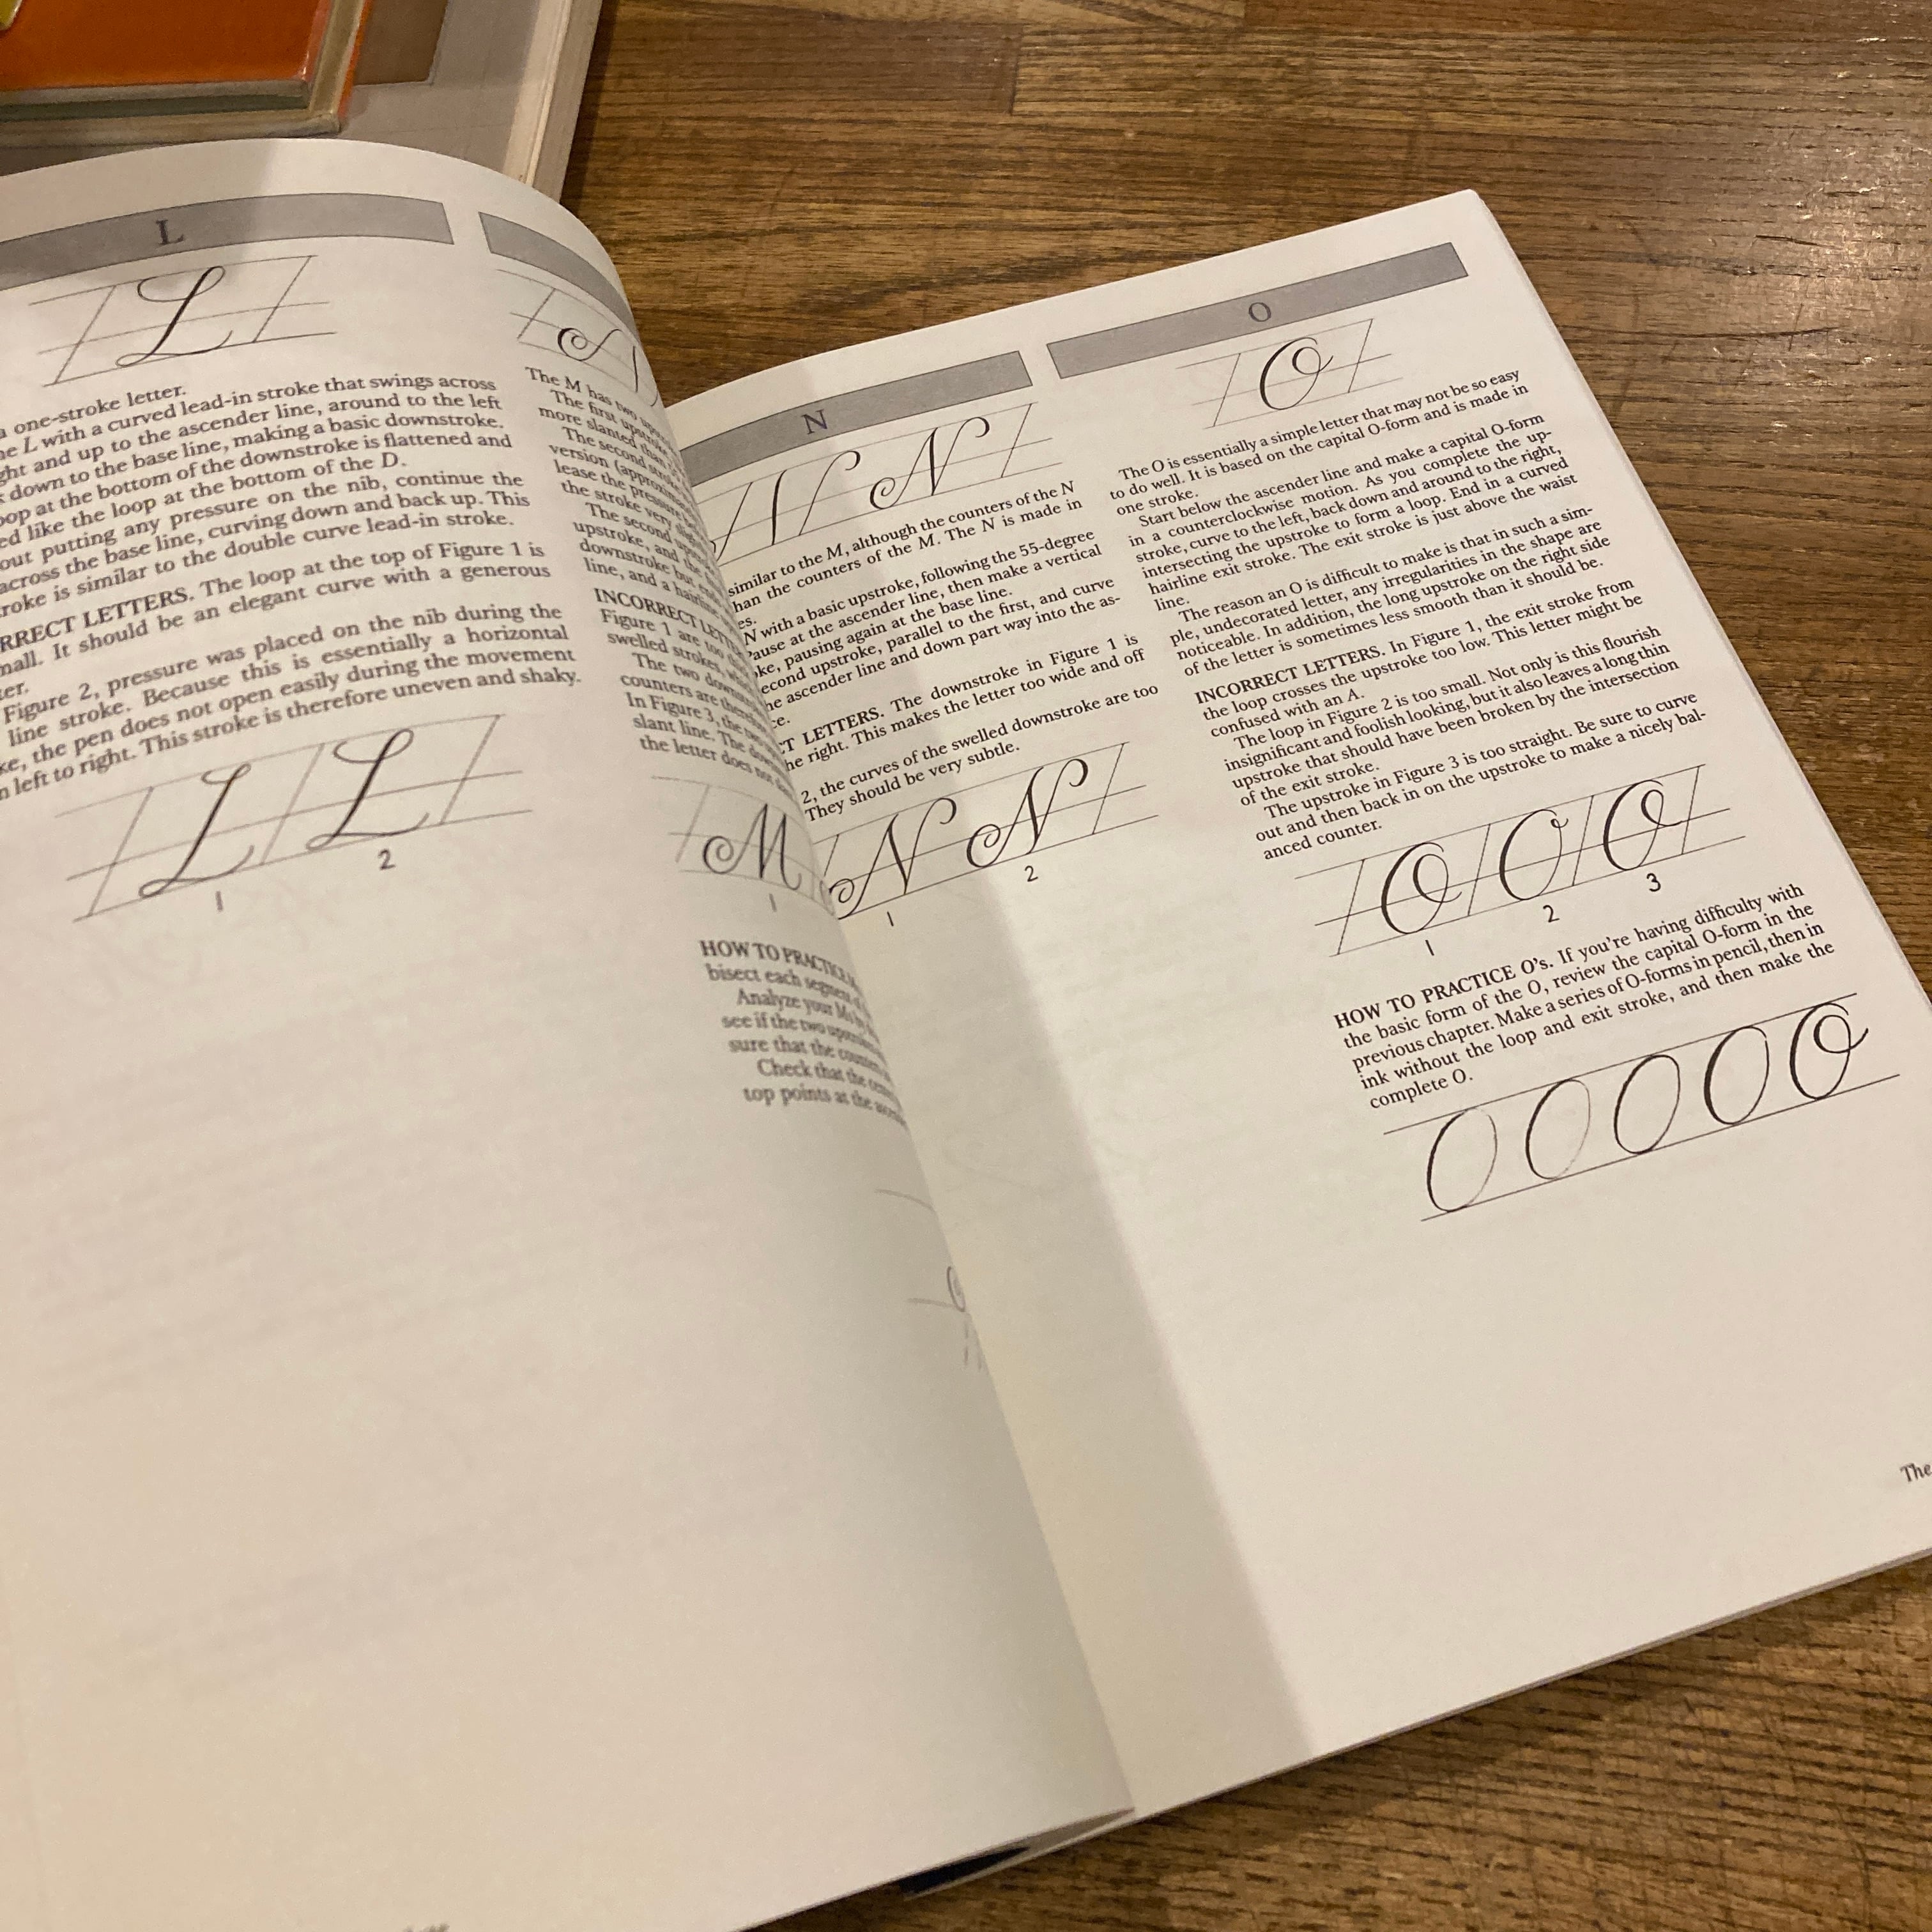 L
a one-stroke letter.
L with a curved lead-in stroke that swings across
and up to the ascender line, around to the left
down to the base line, making a basic downstroke.
at the bottom of the downstroke is flattened and
like the loop at the bottom of the D.
putting any pressure on the nib, continue the
across the base line, curving down and back up. This
is similar to the double curve lead-in stroke.
LETTERS. The loop at the top of Figure 1 is
It should be an elegant curve with a generous
Figure 2, pressure was placed on the nib during the
line stroke. Because this is essentially a horizontal
the pen does not open easily during the movement
left to right. This stroke is therefore uneven and shaky.
L L
1
2
The M has two
The first upstroke
more slanted than
The second
version
lease the pressure
the stroke very
The second
upstroke, and the
downstroke but
line, and a
INCORRECT
Figure 1 are too
swelled strokes,
The two
counters are
In Figure 3, the two
slant line. The
the letter does not
M
1
HOW TO PRACTICE
bisect each segment
Analyze your M's
see if the two
sure that the counters
Check that the
top points at the
N
N N
similar to the M, although the counters of the N
than the counters of the M. The N is made in
N with a basic upstroke, following the 55-degree
Pause at the ascender line, then make a vertical
pausing again at the base line.
second upstroke, parallel to the first, and curve
the ascender line and down part way into the as-
LETTERS. The downstroke in Figure 1 is
the right. This makes the letter too wide and off
2, the curves of the swelled downstroke are too
They should be very subtle.
N N
1
2
O
O
The O is essentially a simple letter that may not be so easy
to do well. It is based on the capital O-form and is made in
one stroke.
Start below the ascender line and make a capital O-form
in a counterclockwise motion. As you complete the up-
stroke, curve to the left, back down and around to the right,
intersecting the upstroke to form a loop. End in a curved
hairline exit stroke. The exit stroke is just above the waist
line.
The reason an O is difficult to make is that in such a sim-
ple, undecorated letter, any irregularities in the shape are
noticeable. In addition, the long upstroke on the right side
of the letter is sometimes less smooth than it should be.
INCORRECT LETTERS. In Figure 1, the exit stroke from
the loop crosses the upstroke too low. This letter might be
confused with an A.
The loop in Figure 2 is too small. Not only is this flourish
insignificant and foolish looking, but it also leaves a long thin
upstroke that should have been broken by the intersection
of the exit stroke.
The upstroke in Figure 3 is too straight. Be sure to curve
out and then back in on the upstroke to make a nicely bal-
anced counter.
O O O
1
2
3
HOW TO PRACTICE O's. If you're having difficulty with
the basic form of the O, review the capital O-form in the
previous chapter. Make a series of O-forms in pencil, then in
ink without the loop and exit stroke, and then make the
complete O.
O O O O O
The